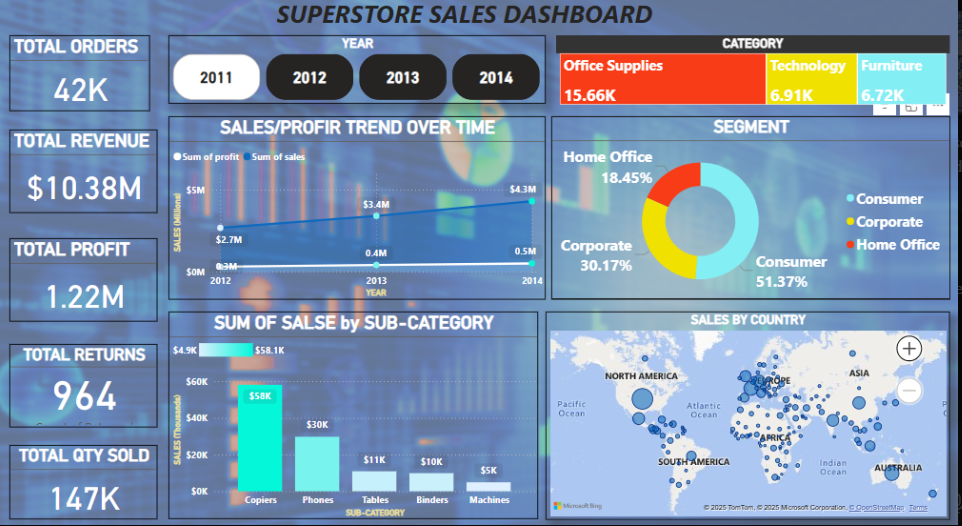 SUPERSTORE SALES DASHBOARD
TOTAL ORDERS
42K
TOTAL REVENUE
$10.38M
TOTAL PROFIT
1.22M
TOTAL RETURNS
964
TOTAL QTY SOLD
147K
YEAR
2011 2012 2013 2014
CATEGORY
Office Supplies Technology Furniture
15.66K 6.91K 6.72K
SALES/PROFIR TREND OVER TIME
Sum of profit Sum of sales
SALES (Millions)
$5M
$0M
$2.7M
$3.4M
$4.3M
0.3M
0.4M
0.5M
2012 2013 2014
YEAR
SEGMENT
Home Office
18.45%
Corporate
30.17%
Consumer
51.37%
Consumer
Corporate
Home Office
SUM OF SALSE by SUB-CATEGORY
$4.9K $58.1K
SALES (Thousands)
$60K
$40K
$20K
$0K
$58K
$30K
$11K
$10K
$5K
Copiers Phones Tables Binders Machines
SUB-CATEGORY
SALES BY COUNTRY
NORTH AMERICA
EUROPE
ASIA
Pacific
Ocean
Atlantic
Ocean
AFRICA
SOUTH AMERICA
Indian
Ocean
AUSTRALIA
Microsoft Bing
© 2025 TomTom, © 2025 Microsoft Corporation, © OpenStreetMap Terms